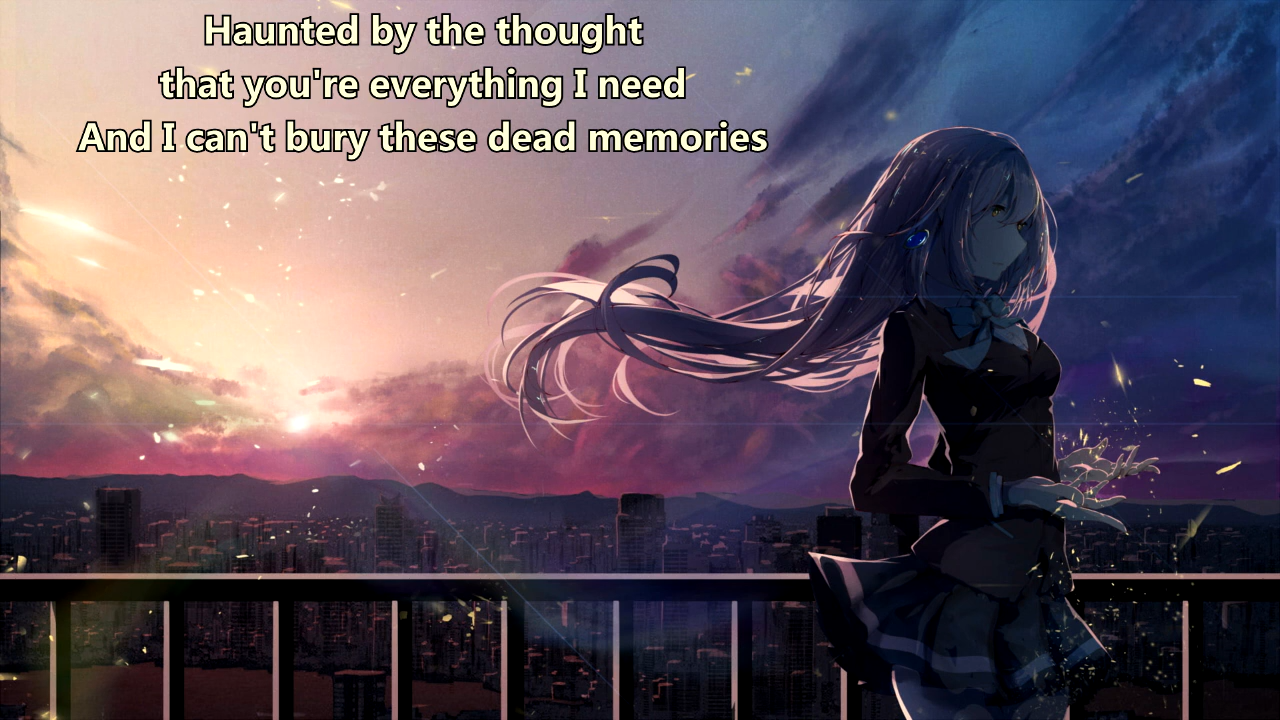 Haunted by the thought
that you're everything I need
And I can't bury these dead memories